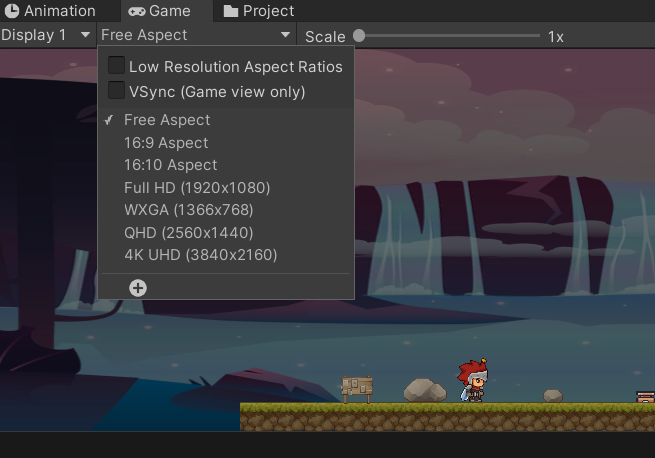 Animation Game Project
Display 1 Free Aspect Scale 1x
Low Resolution Aspect Ratios
VSync (Game view only)
Free Aspect
16:9 Aspect
16:10 Aspect
Full HD (1920x1080)
WXGA (1366x768)
QHD (2560x1440)
4K UHD (3840x2160)